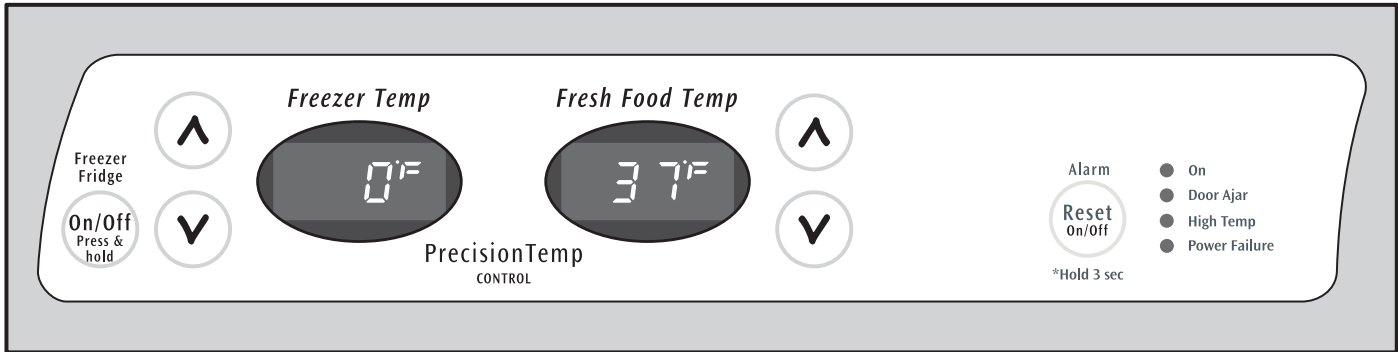 Freezer Temp
Fresh Food Temp
Freezer
Fridge
On/Off
Press &
hold
0°F
37°F
PrecisionTemp
CONTROL
Alarm
Reset
On/Off
*Hold 3 sec
On
Door Ajar
High Temp
Power Failure